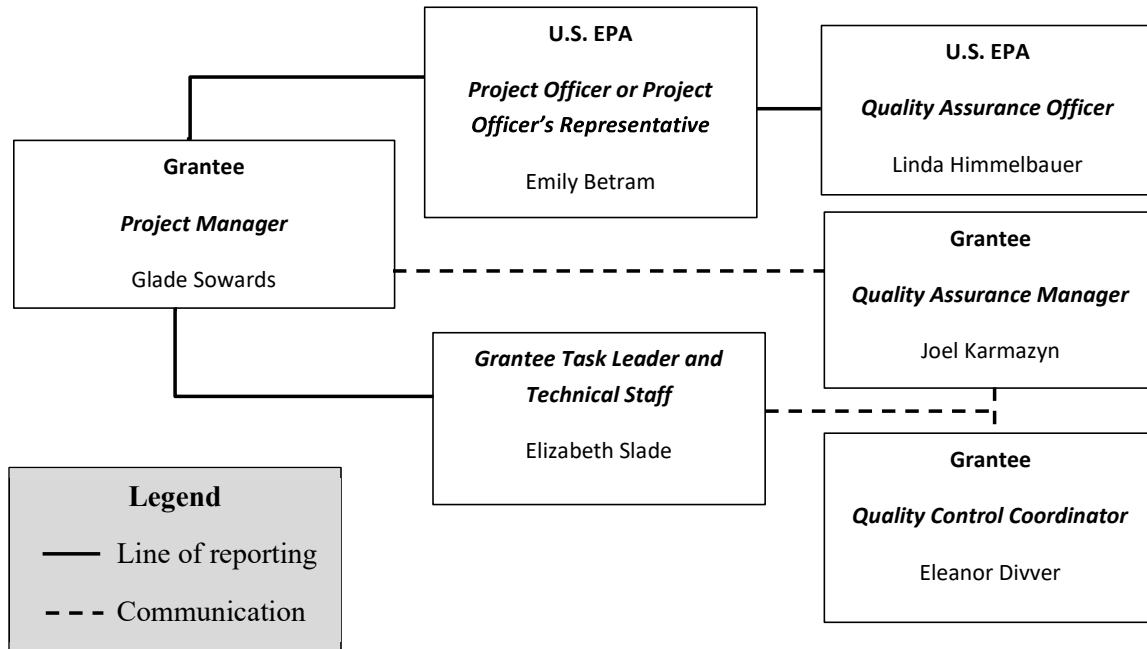 U.S. EPA
Project Officer or Project
Officer’s Representative
Emily Betram
U.S. EPA
Quality Assurance Officer
Linda Himmelbauer
Grantee
Project Manager
Glade Sowards
Grantee
Quality Assurance Manager
Joel Karmazyn
Grantee Task Leader and
Technical Staff
Elizabeth Slade
Grantee
Quality Control Coordinator
Eleanor Divver
Legend
Line of reporting
Communication